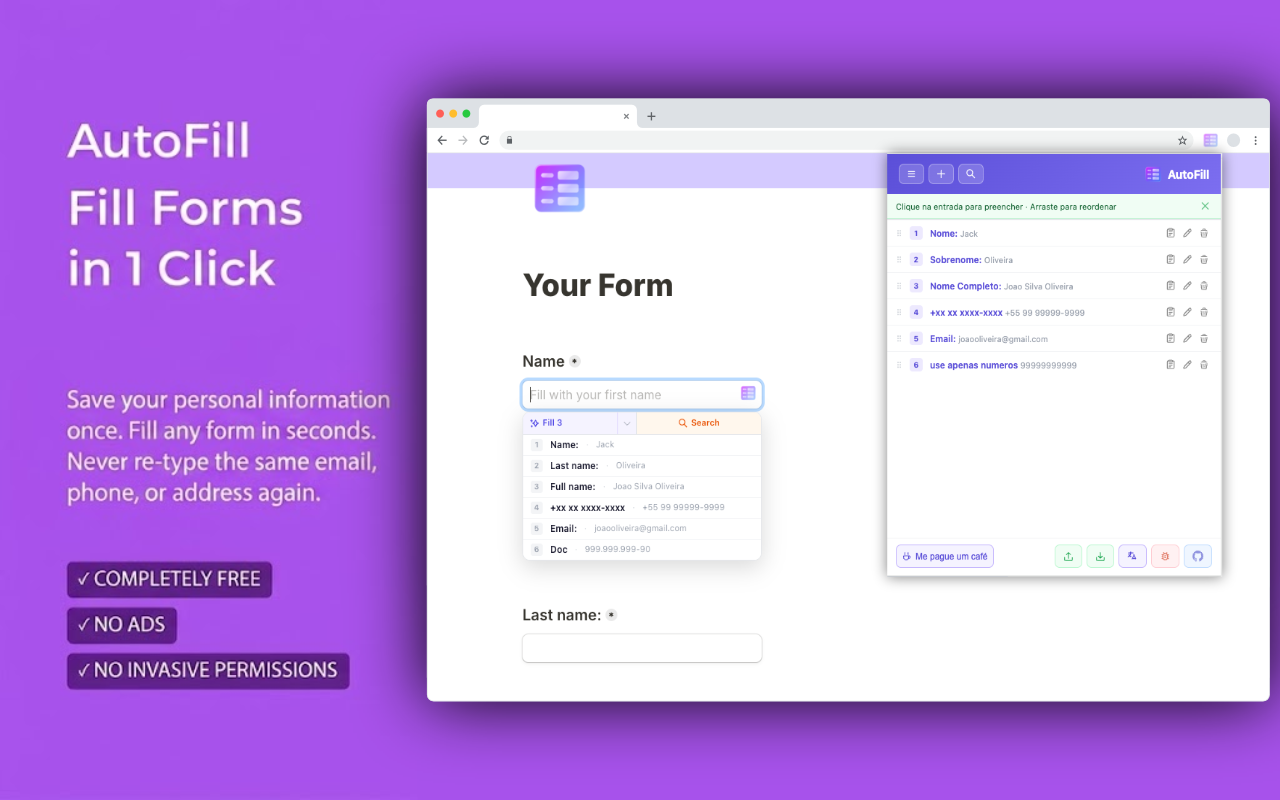 AutoFill
Fill Forms
in 1 Click
Save your personal information
once. Fill any form in seconds.
Never re-type the same email,
phone, or address again.
✓ COMPLETELY FREE
✓ NO ADS
✓ NO INVASIVE PERMISSIONS
Your Form
Name *
Fill with your first name
Fill 3
Search
1 Name: · Jack
2 Last name: · Oliveira
3 Full name: · Joao Silva Oliveira
4 +xx xx xxxx-xxxx · +55 99 99999-9999
5 Email: · joaooliveira@gmail.com
6 Doc · 999.999.999-90
Last name: *
AutoFill
Clique na entrada para preencher · Arraste para reordenar
1 Nome: Jack
2 Sobrenome: Oliveira
3 Nome Completo: Joao Silva Oliveira
4 +xx xx xxxx-xxxx +55 99 99999-9999
5 Email: joaooliveira@gmail.com
6 use apenas numeros 99999999999
Me pague um café